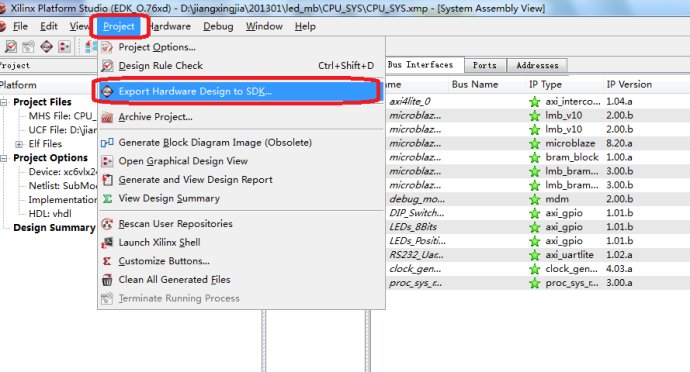 Xilinx Platform Studio (EDK_O.76xd) - D:\jiangxingjia\201301\led_mb\CPU_SYS\CPU_SYS.xmp - [System Assembly View]
File Edit View Project Hardware Debug Window Help
Project Options...
Design Rule Check Ctrl+Shift+D
Export Hardware Design to SDK...
Archive Project...
Generate Block Diagram Image (Obsolete)
Open Graphical Design View
Generate and View Design Report
View Design Summary
Rescan User Repositories
Launch Xilinx Shell
Customize Buttons...
Clean All Generated Files
Terminate Running Process
Project
Platform
Project Files
MHS File: CPU_
UCF File: D:\jian
Elf Files
Project Options
Device: xc6vlx24
Netlist: SubMod
Implementation
HDL: vhdl
Design Summary
Bus Interfaces Ports Addresses
ame Bus Name IP Type IP Version
axi4lite_0 axi_interco... 1.04.a
microblaz... lmb_v10 2.00.b
microblaz... lmb_v10 2.00.b
microblaz... microblaze 8.20.a
microblaz... bram_block 1.00.a
microblaz... lmb_bram... 3.00.b
microblaz... lmb_bram... 3.00.b
debug_mo... mdm 2.00.b
DIP_Switch... axi_gpio 1.01.b
LEDs_8Bits axi_gpio 1.01.b
LEDs_Positi... axi_gpio 1.01.b
RS232_Uar... axi_uartlite 1.02.a
clock_gen... clock_gen... 4.03.a
proc_sys_r... proc_sys_r... 3.00.a